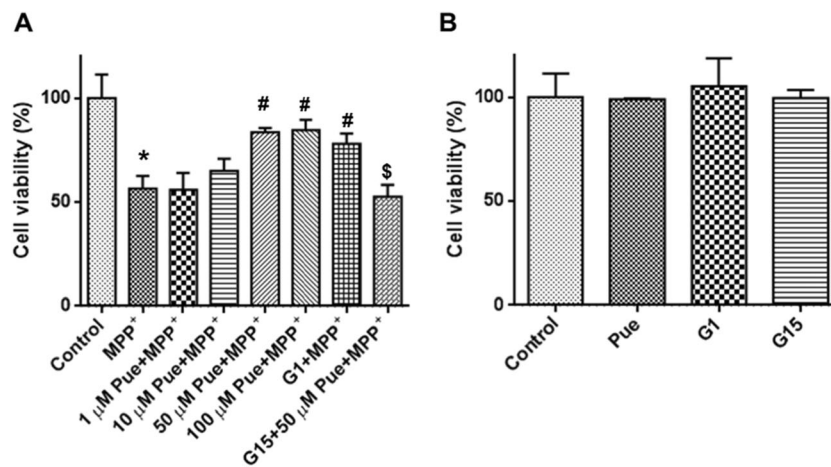 A
Cell viability (%)
100
50
0
*
#
#
#
$
Control
MPP⁺
1 μM Pue+MPP⁺
10 μM Pue+MPP⁺
50 μM Pue+MPP⁺
100 μM Pue+MPP⁺
G1+MPP⁺
G15+50 μM Pue+MPP⁺
B
Cell viability (%)
100
50
0
Control
Pue
G1
G15